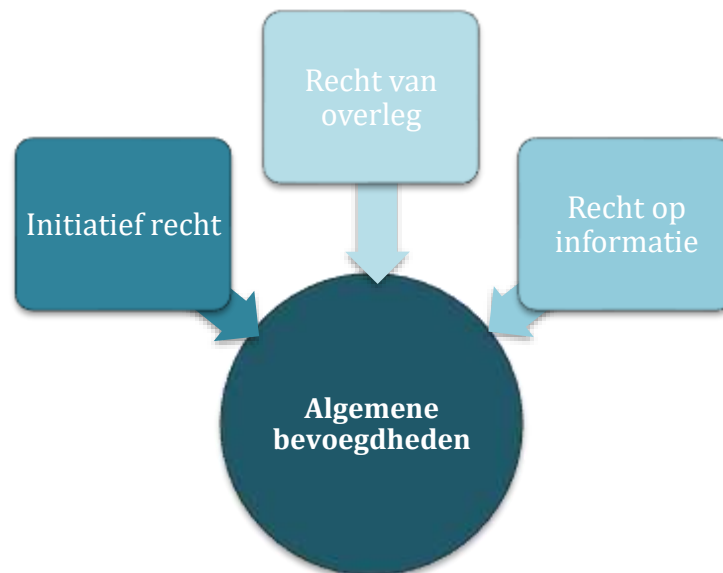 Initiatief recht
Recht van
overleg
Recht op
informatie
Algemene
bevoegdheden